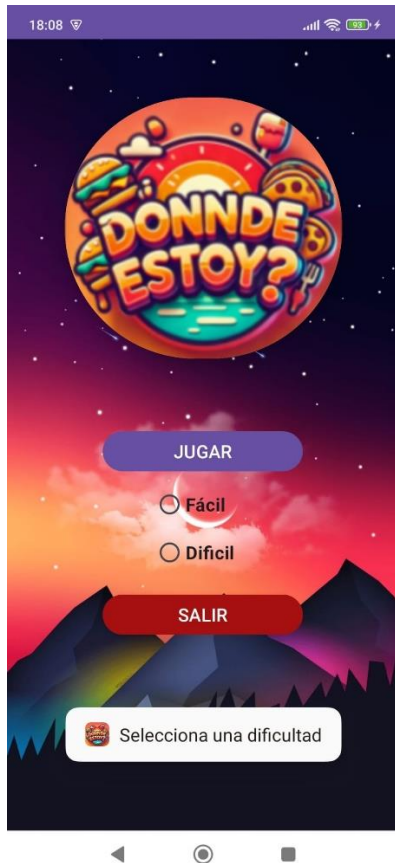 18:08
93
DONNDE
ESTOY?
JUGAR
Fácil
Dificil
SALIR
Selecciona una dificultad